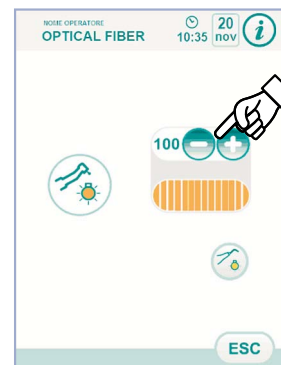 NOME OPERATORE
OPTICAL FIBER
10:35
20
nov
i
100
ESC